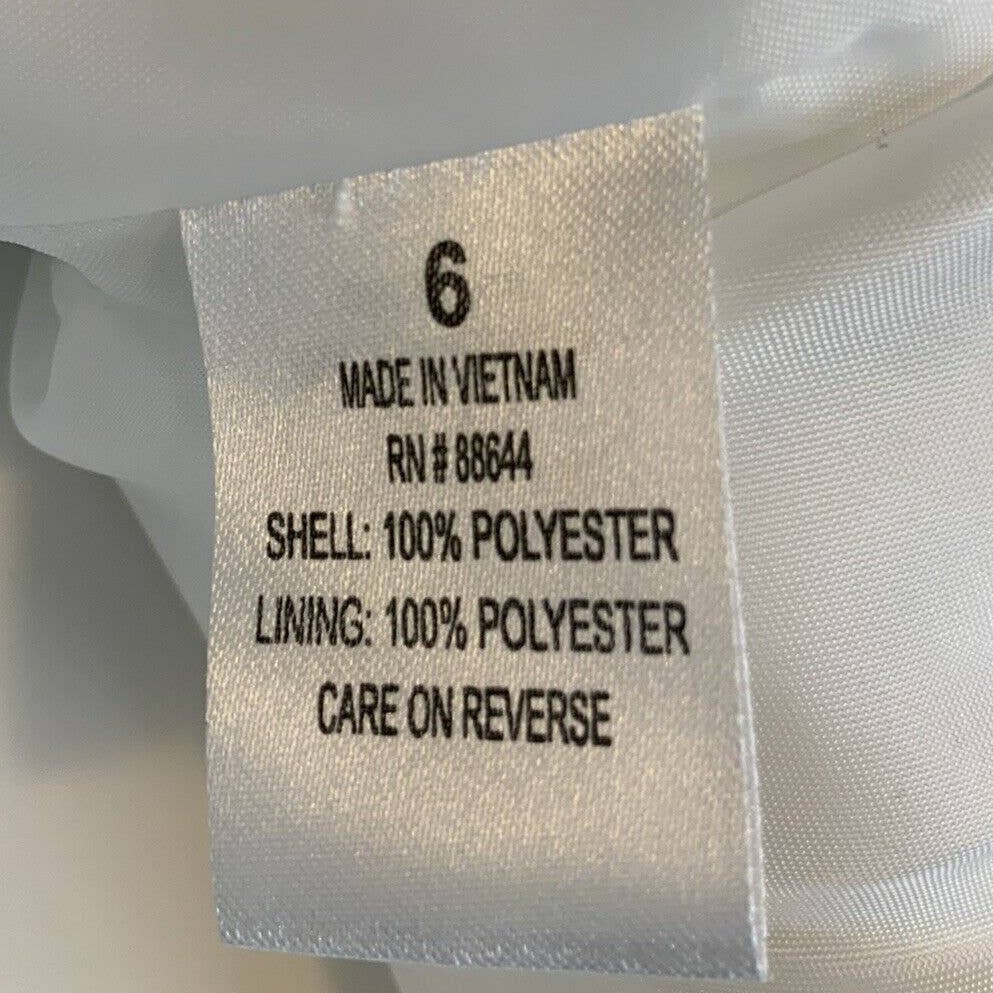 6
MADE IN VIETNAM
RN # 88644
SHELL: 100% POLYESTER
LINING: 100% POLYESTER
CARE ON REVERSE